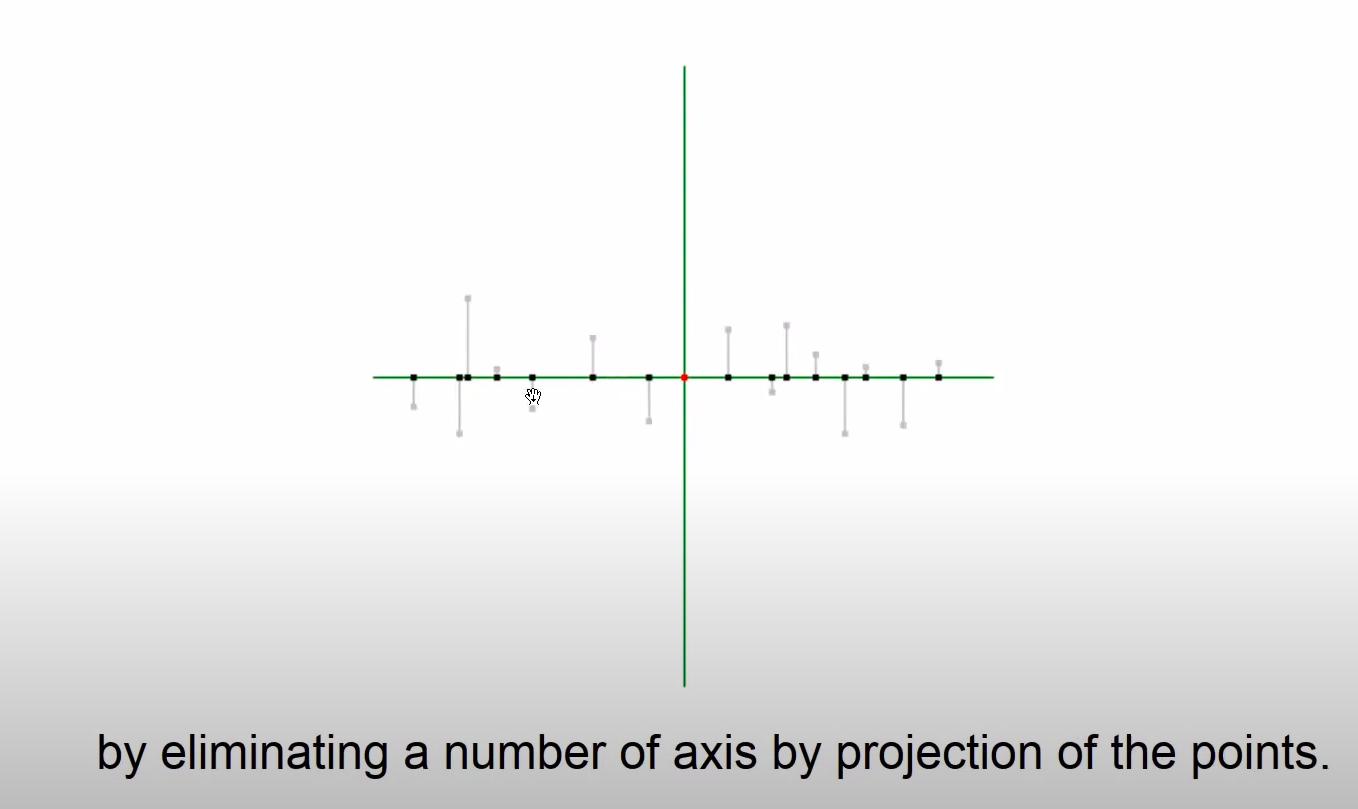 by eliminating a number of axis by projection of the points.